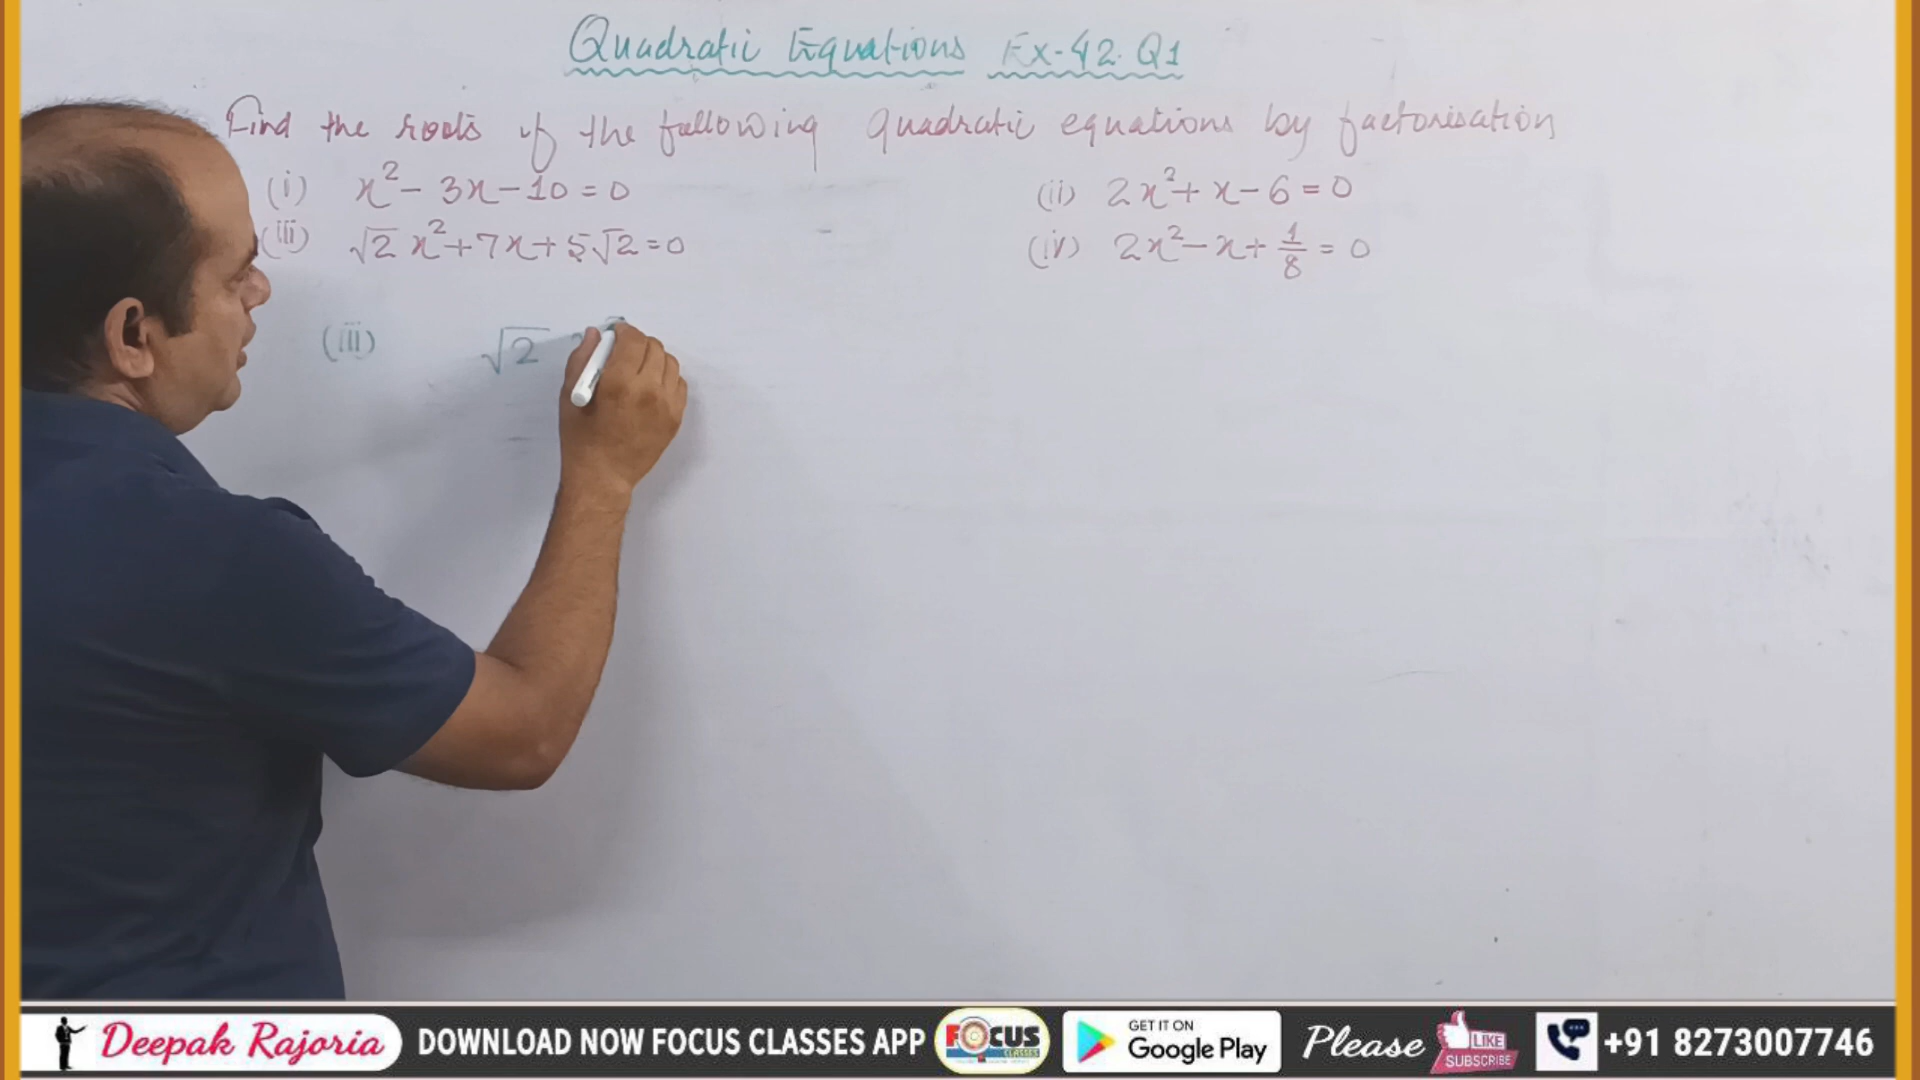 Quadratic Equations Ex-4.2. Q1
Find the roots of the following quadratic equations by factorisation
(i) x² - 3x - 10 = 0
(ii) 2x² + x - 6 = 0
(iii) √2 x² + 7x + 5√2 = 0
(iv) 2x² - x + 1/8 = 0
(iii) √2
Deepak Rajoria
DOWNLOAD NOW FOCUS CLASSES APP
FOCUS
CLASSES
GET IT ON
Google Play
Please
LIKE
SUBSCRIBE
+91 8273007746